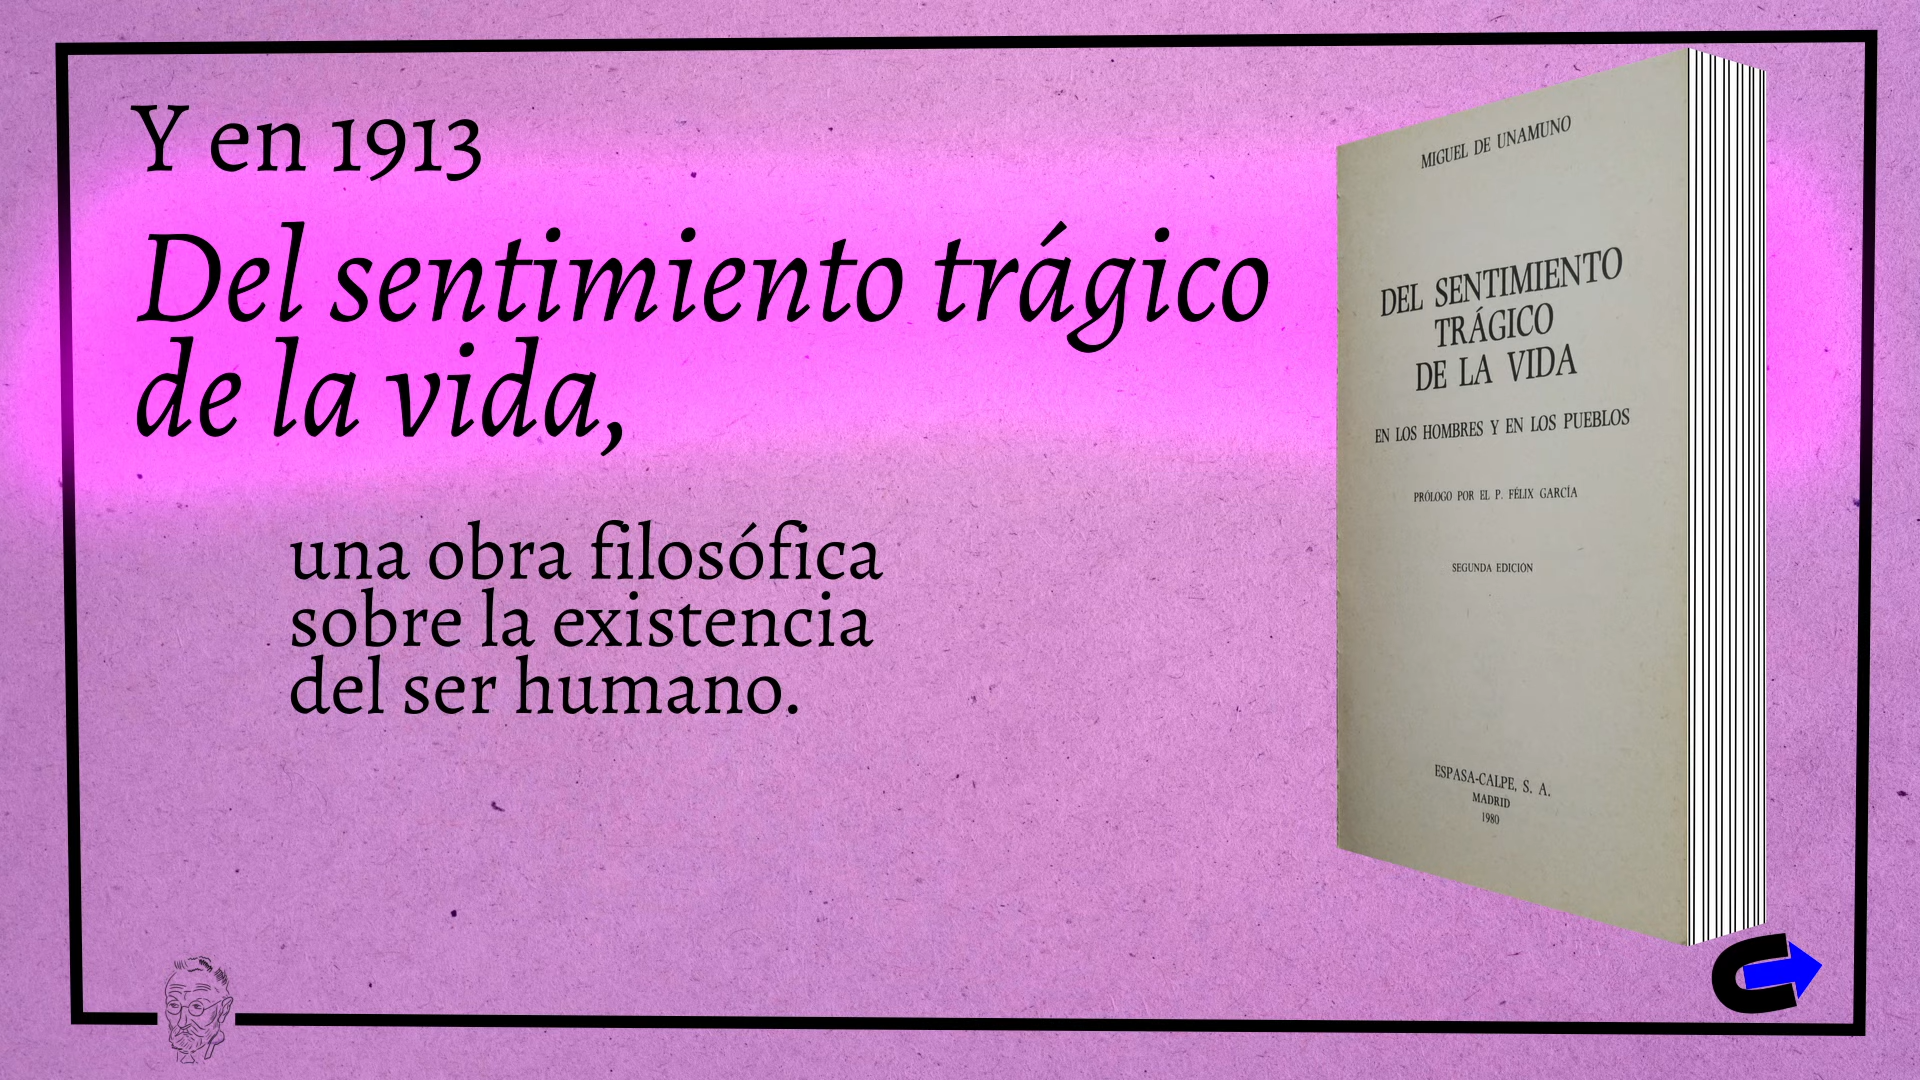 Y en 1913
Del sentimiento trágico
de la vida,
una obra filosófica
sobre la existencia
del ser humano.
MIGUEL DE UNAMUNO
DEL SENTIMIENTO
TRÁGICO
DE LA VIDA
EN LOS HOMBRES Y EN LOS PUEBLOS
PRÓLOGO POR EL P. FÉLIX GARCÍA
SEGUNDA EDICION
ESPASA-CALPE, S. A.
MADRID
1980